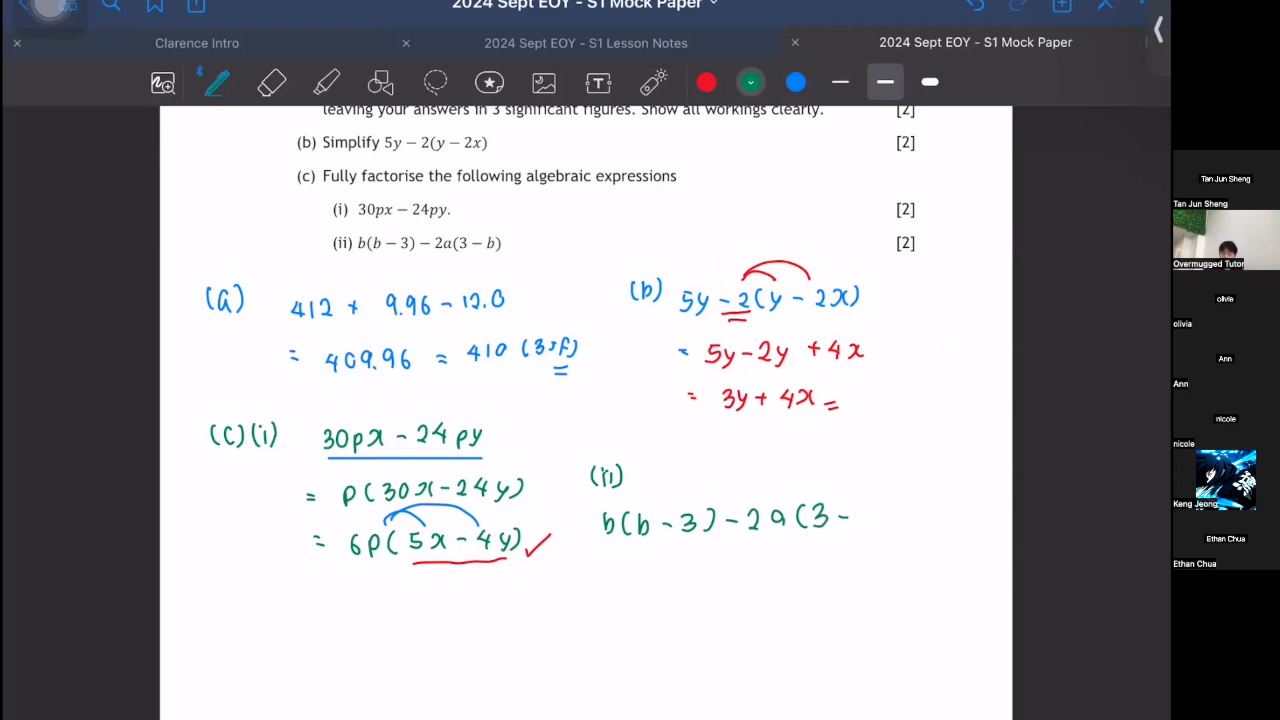 2024 Sept EOY - S1 Mock Paper
Clarence Intro
2024 Sept EOY - S1 Lesson Notes
2024 Sept EOY - S1 Mock Paper
leaving your answers in 3 significant figures. Show all workings clearly. [2]
(b) Simplify 5y − 2(y − 2x) [2]
(c) Fully factorise the following algebraic expressions
(i) 30px − 24py. [2]
(ii) b(b − 3) − 2a(3 − b) [2]
(a) 412 + 9.96 − 12.0
= 409.96 = 410 (3sf)
(b) 5y − 2(y − 2x)
= 5y − 2y + 4x
= 3y + 4x
(c)(i) 30px − 24py
= p(30x − 24y)
= 6p(5x − 4y)
(ii)
b(b − 3) − 2a(3 −
Tan Jun Sheng
Tan Jun Sheng
Overmugged Tutor
olivia
olivia
Ann
Ann
nicole
nicole
Keng Jeong
Ethan Chua
Ethan Chua